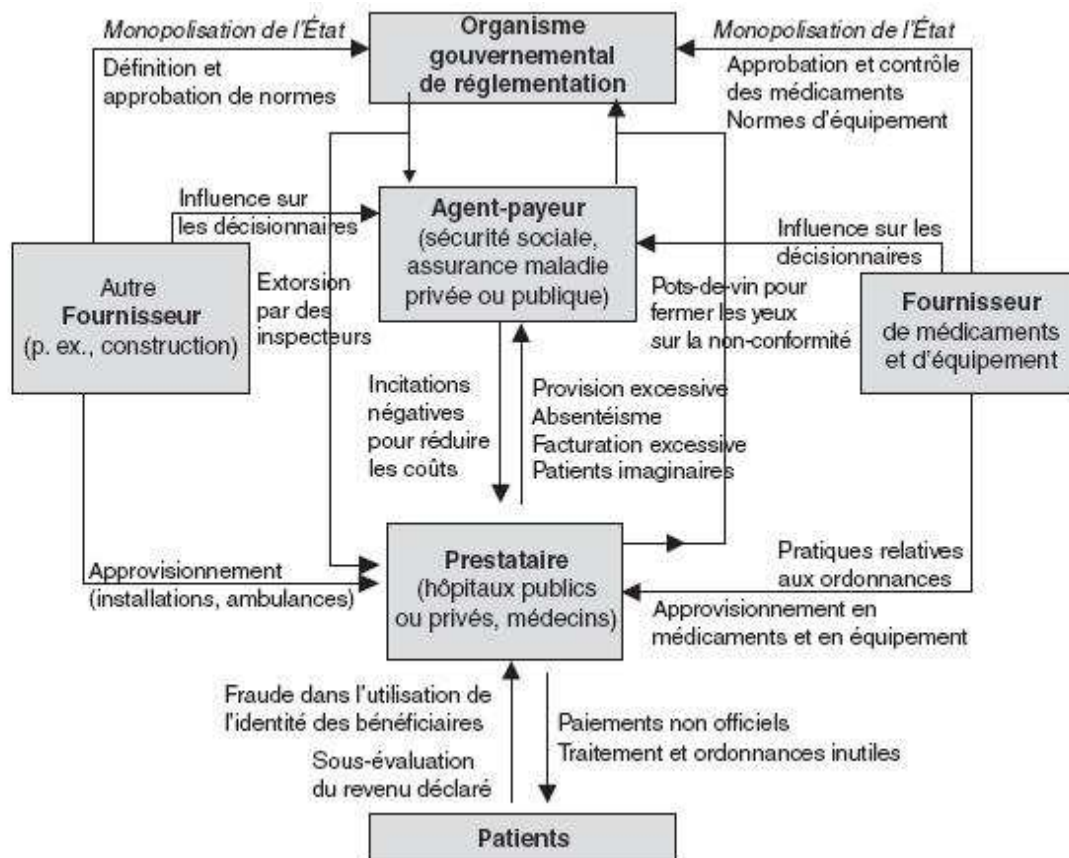 Monopolisation de l'État
Définition et
approbation de normes
Organisme
gouvernemental
de réglementation
Monopolisation de l'État
Approbation et contrôle
des médicaments
Normes d'équipement
Influence sur
les décisionnaires
Agent-payeur
(sécurité sociale,
assurance maladie
privée ou publique)
Influence sur les
décisionnaires
Autre
Fournisseur
(p. ex., construction)
Extorsion
par des
inspecteurs
Pots-de-vin pour
fermer les yeux
sur la non-conformité
Fournisseur
de médicaments
et d'équipement
Incitations
négatives
pour réduire
les coûts
Provision excessive
Absentéisme
Facturation excessive
Patients imaginaires
Approvisionnement
(installations, ambulances)
Prestataire
(hôpitaux publics
ou privés, médecins)
Pratiques relatives
aux ordonnances
Approvisionnement en
médicaments et en équipement
Fraude dans l'utilisation de
l'identité des bénéficiaires
Sous-évaluation
du revenu déclaré
Paiements non officiels
Traitement et ordonnances inutiles
Patients